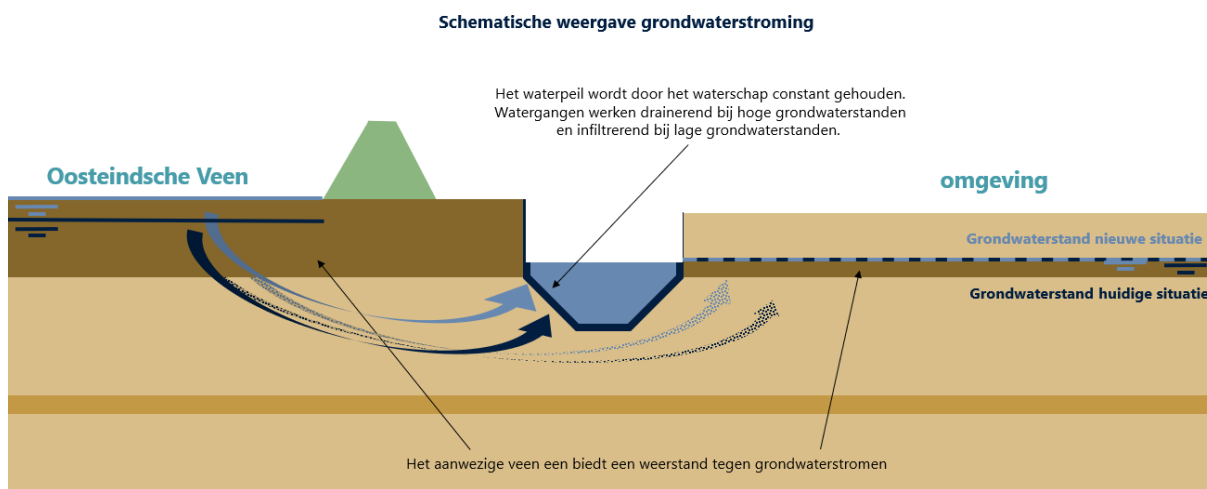 Schematische weergave grondwaterstroming
Het waterpeil wordt door het waterschap constant gehouden.
Watergangen werken drainerend bij hoge grondwaterstanden
en infiltrerend bij lage grondwaterstanden.
Oosteindsche Veen
omgeving
Grondwaterstand nieuwe situatie
Grondwaterstand huidige situatie
Het aanwezige veen een biedt een weerstand tegen grondwaterstromen